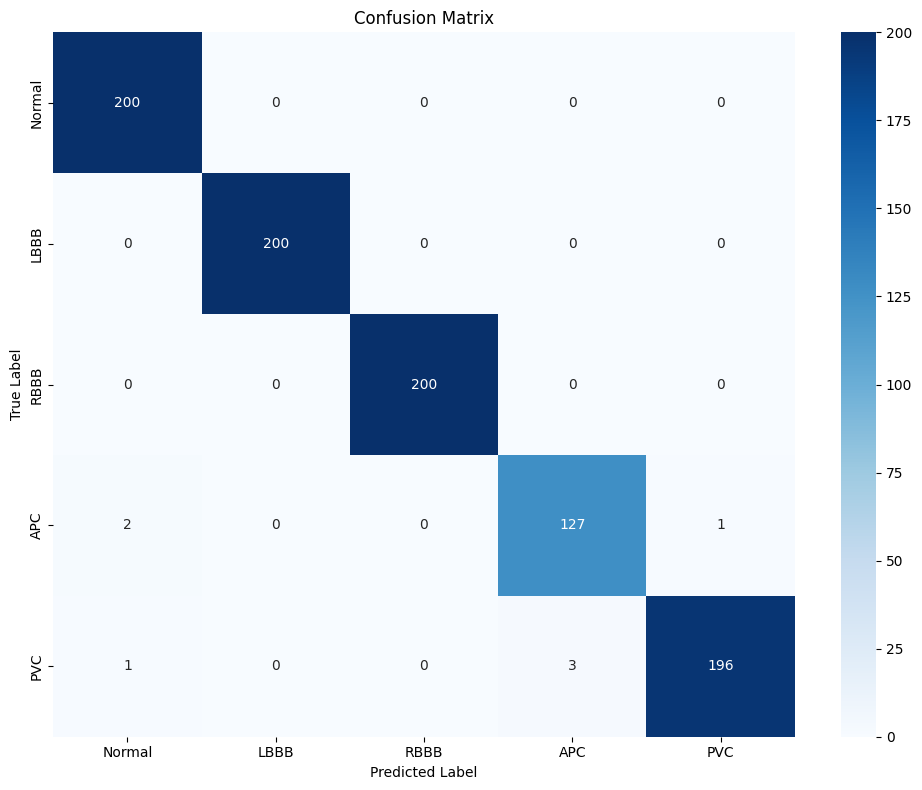 Confusion Matrix
True Label
Normal 200 0 0 0 0
LBBB 0 200 0 0 0
RBBB 0 0 200 0 0
APC 2 0 0 127 1
PVC 1 0 0 3 196
Normal LBBB RBBB APC PVC
Predicted Label
200
175
150
125
100
75
50
25
0